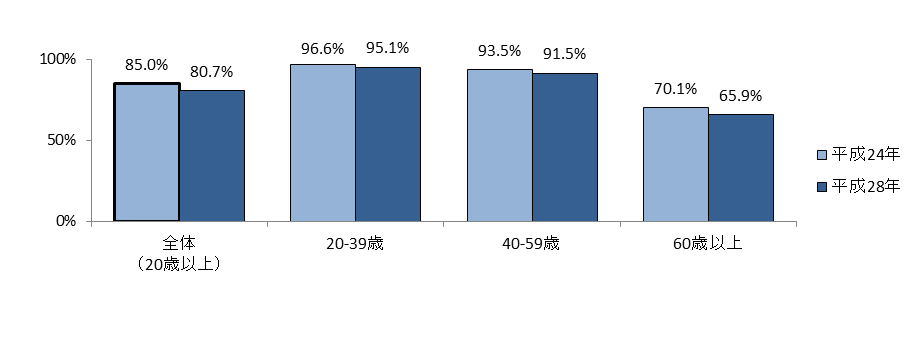 96.6%
95.1%
93.5%
91.5%
85.0%
80.7%
70.1%
65.9%
100%
50%
0%
平成24年
平成28年
全体
（20歳以上）
20-39歳
40-59歳
60歳以上